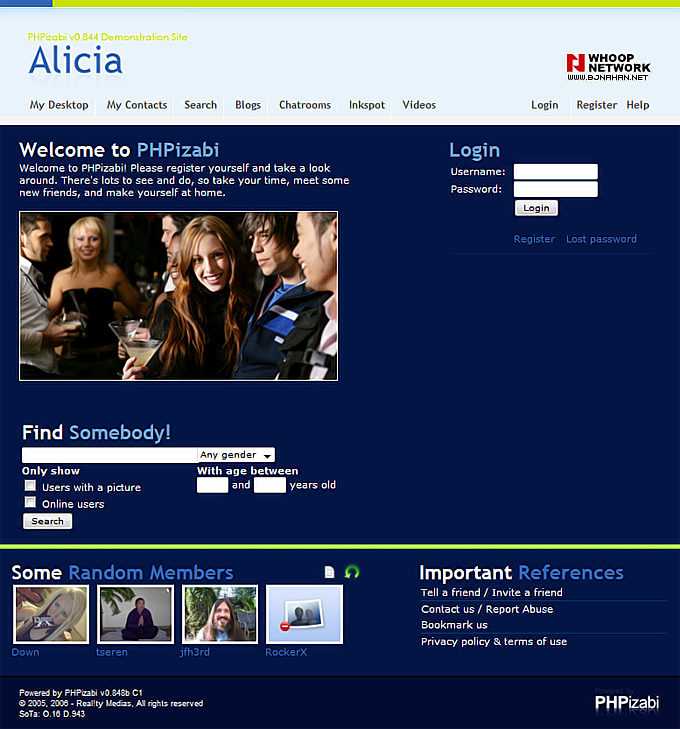 PHPizabi v0.844 Demonstration Site
Alicia
WHOOP
NETWORK
WWW.BJNAHAN.NET
My Desktop My Contacts Search Blogs Chatrooms Inkspot Videos Login Register Help
Welcome to PHPizabi
Welcome to PHPizabi! Please register yourself and take a look
around. There's lots to see and do, so take your time, meet some
new friends, and make yourself at home.
Login
Username:
Password:
Login
Register Lost password
Find Somebody!
Any gender
Only show
Users with a picture
Online users
With age between
and years old
Search
Some Random Members
Down tseren jfh3rd RockerX
Important References
Tell a friend / Invite a friend
Contact us / Report Abuse
Bookmark us
Privacy policy & terms of use
Powered by PHPizabi v0.848b C1
© 2005, 2006 - Real!ty Medias, All rights reserved
SoTa: O.16 D.943
PHPizabi